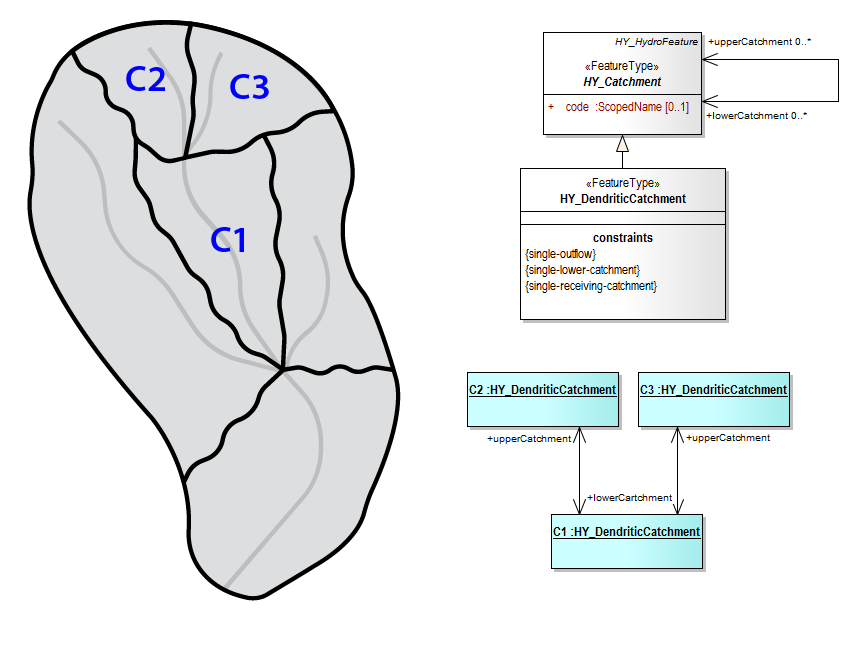 C2
C3
C1
HY_HydroFeature
«FeatureType»
HY_Catchment
+ code :ScopedName [0..1]
+upperCatchment 0..*
+lowerCatchment 0..*
«FeatureType»
HY_DendriticCatchment
constraints
{single-outflow}
{single-lower-catchment}
{single-receiving-catchment}
C2 :HY_DendriticCatchment
C3 :HY_DendriticCatchment
+upperCatchment
+upperCatchment
+lowerCartchment
C1 :HY_DendriticCatchment